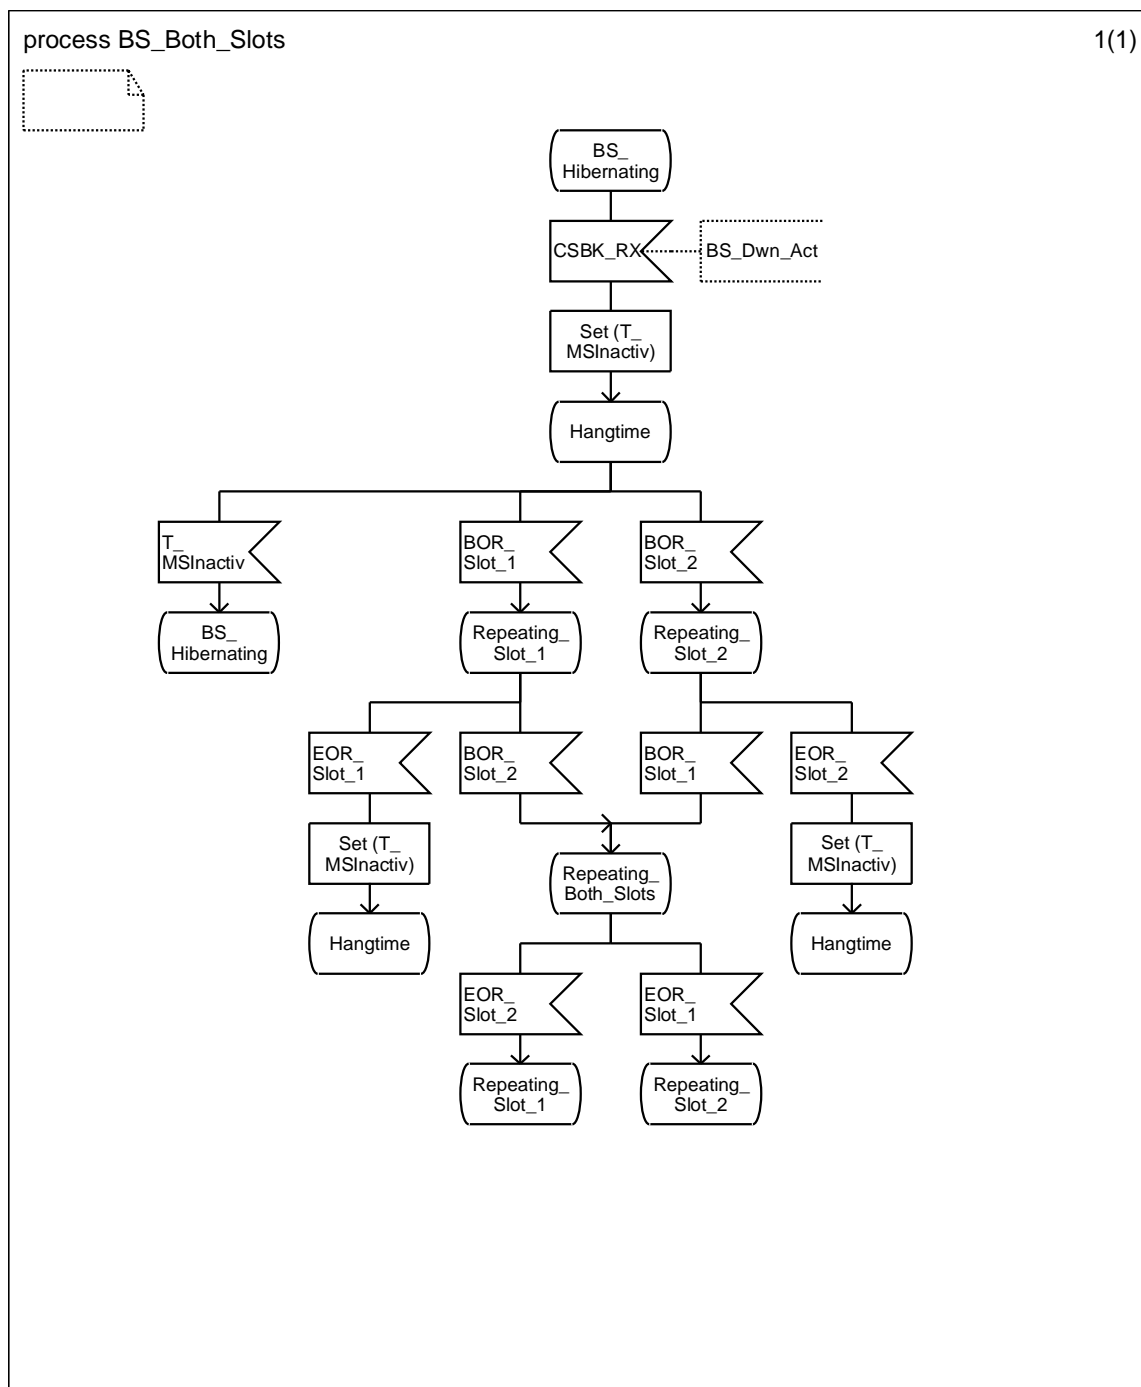 process BS_Both_Slots
1(1)
BS_
Hibernating
CSBK_RX
BS_Dwn_Act
Set (T_
MSInactiv)
Hangtime
T_
MSInactiv
BOR_
Slot_1
BOR_
Slot_2
BS_
Hibernating
Repeating_
Slot_1
Repeating_
Slot_2
EOR_
Slot_1
BOR_
Slot_2
BOR_
Slot_1
EOR_
Slot_2
Set (T_
MSInactiv)
Set (T_
MSInactiv)
Repeating_
Both_Slots
Hangtime
Hangtime
EOR_
Slot_2
EOR_
Slot_1
Repeating_
Slot_1
Repeating_
Slot_2